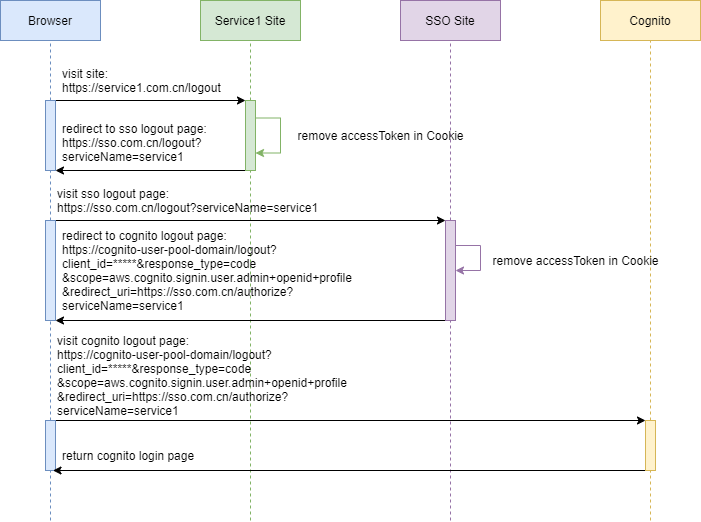 Browser
Service1 Site
SSO Site
Cognito
visit site:
https://service1.com.cn/logout
redirect to sso logout page:
https://sso.com.cn/logout?
serviceName=service1
remove accessToken in Cookie
visit sso logout page:
https://sso.com.cn/logout?serviceName=service1
redirect to cognito logout page:
https://cognito-user-pool-domain/logout?
client_id=*****&response_type=code
&scope=aws.cognito.signin.user.admin+openid+profile
&redirect_uri=https://sso.com.cn/authorize?
serviceName=service1
remove accessToken in Cookie
visit cognito logout page:
https://cognito-user-pool-domain/logout?
client_id=*****&response_type=code
&scope=aws.cognito.signin.user.admin+openid+profile
&redirect_uri=https://sso.com.cn/authorize?
serviceName=service1
return cognito login page